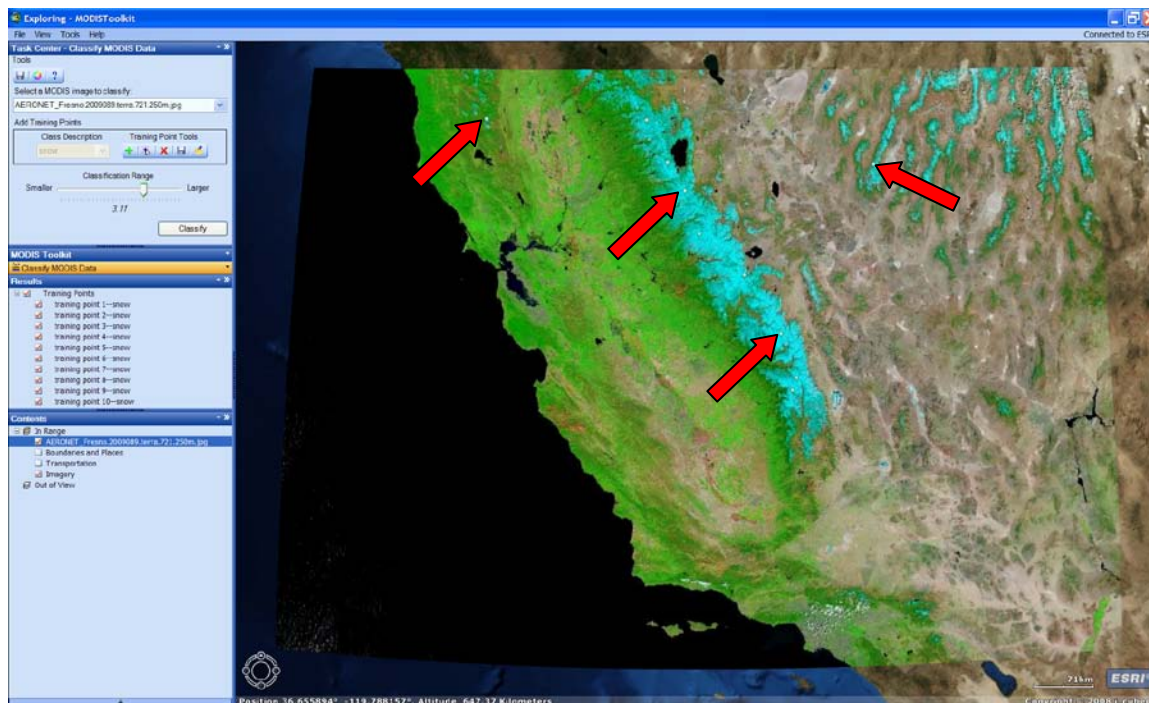 Exploring - MODISToolkit
File View Tools Help
Connected to ESRI
Task Center - Classify MODIS Data
Tools
Select a MODIS image to classify:
AERONET_Fresno.2009089.terra.721.250m.jpg
Add Training Points
Class Description Training Point Tools
snow
Classification Range
Smaller Larger
3.11
Classify
MODIS Toolkit
Classify MODIS Data
Results
Training Points
training point 1--snow
training point 2--snow
training point 3--snow
training point 4--snow
training point 5--snow
training point 6--snow
training point 7--snow
training point 8--snow
training point 9--snow
training point 10--snow
Contents
In Range
AERONET_Fresno.2009089.terra.721.250m.jpg
Boundaries and Places
Transportation
Imagery
Out of View
71km
ESRI
Position 36.655894° -119.788157° Altitude 647.37 Kilometers